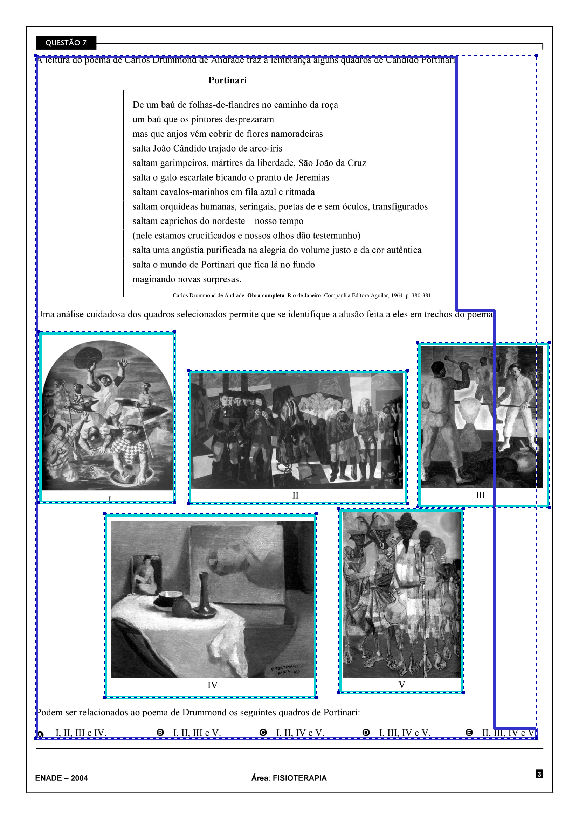 QUESTÃO 7
A leitura do poema de Carlos Drummond de Andrade traz à lembrança alguns quadros de Cândido Portinari
Portinari
De um baú de folhas-de-flandres no caminho da roça
um baú que os pintores desprezaram
mas que anjos vêm cobrir de flores namoradeiras
salta João Cândido trajado de arco-íris
saltam garimpeiros, mártires da liberdade, São João da Cruz
salta o galo escarlate bicando o pranto de Jeremias
saltam cavalos-marinhos em fila azul e ritmada
saltam orquídeas humanas, seringais, poetas de e sem óculos, transfigurados
saltam caprichos do nordeste – nosso tempo
(nele estamos crucificados e nossos olhos dão testemunho)
salta uma angústia purificada na alegria do volume justo e da cor autêntica
salta o mundo de Portinari que fica lá no fundo
maginando novas surpresas.
Carlos Drummond de Andrade. Obra completa. Rio de Janeiro: Companhia Editora Aguilar, 1964, p. 380-381.
Uma análise cuidadosa dos quadros selecionados permite que se identifique a alusão feita a eles em trechos do poema
I
II
III
IV
V
Podem ser relacionados ao poema de Drummond os seguintes quadros de Portinari:
A I, II, III e IV.
B I, II, III e V.
C I, II, IV e V.
D I, III, IV e V.
E II, III, IV e V.
ENADE – 2004
Área: FISIOTERAPIA
3